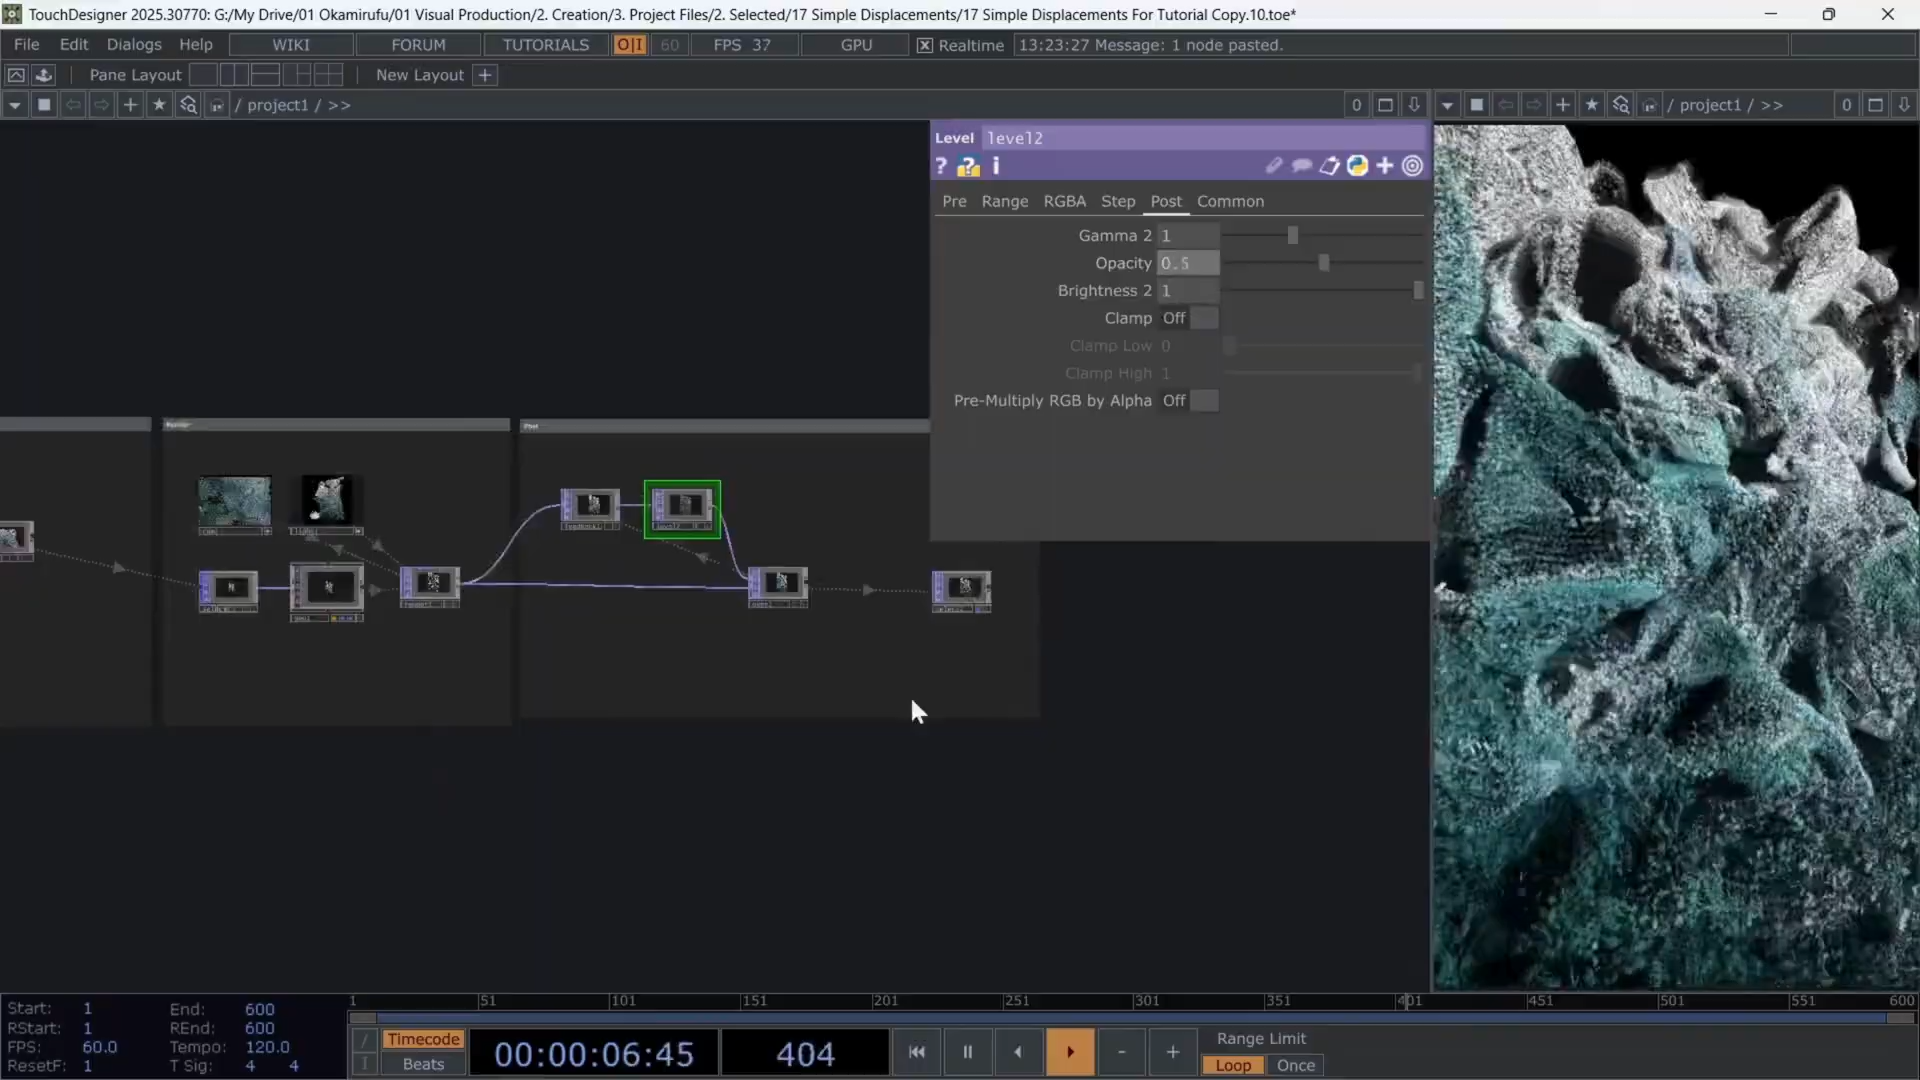 TouchDesigner 2025.30770: G:/My Drive/01 Okamirufu/01 Visual Production/2. Creation/3. Project Files/2. Selected/17 Simple Displacements/17 Simple Displacements For Tutorial Copy.10.toe*
File Edit Dialogs Help WIKI FORUM TUTORIALS O|I 60 FPS 37 GPU X Realtime 13:23:27 Message: 1 node pasted.
Pane Layout New Layout +
/ project1 / >> 0 / project1 / >> 0
Level level2
? ? i
Pre Range RGBA Step Post Common
Gamma 2 1
Opacity 0.5
Brightness 2 1
Clamp Off
Clamp Low 0
Clamp High 1
Pre-Multiply RGB by Alpha Off
Post
1 51 101 151 201 251 301 351 401 451 501 551 600
Start: 1 End: 600
RStart: 1 REnd: 600
FPS: 60.0 Tempo: 120.0
ResetF: 1 T Sig: 4 4
Timecode
Beats
00:00:06:45
404
- +
Range Limit
Loop Once